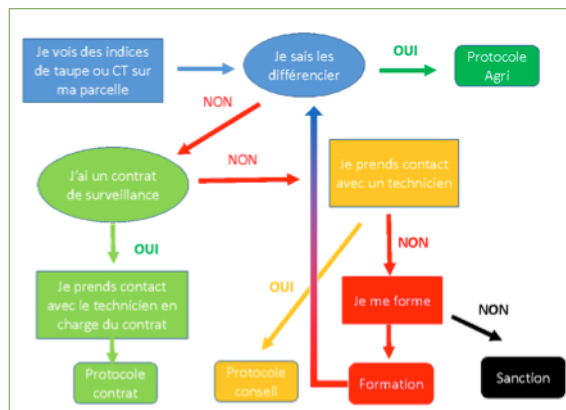 Je vois des indices
de taupe ou CT sur
ma parcelle
Je sais les
différencier
OUI
Protocole
Agri
NON
J'ai un contrat
de surveillance
NON
Je prends contact
avec un technicien
OUI
NON
Je prends contact
avec le technicien en
charge du contrat
OUI
Je me forme
NON
Protocole
contrat
Protocole
conseil
Formation
Sanction